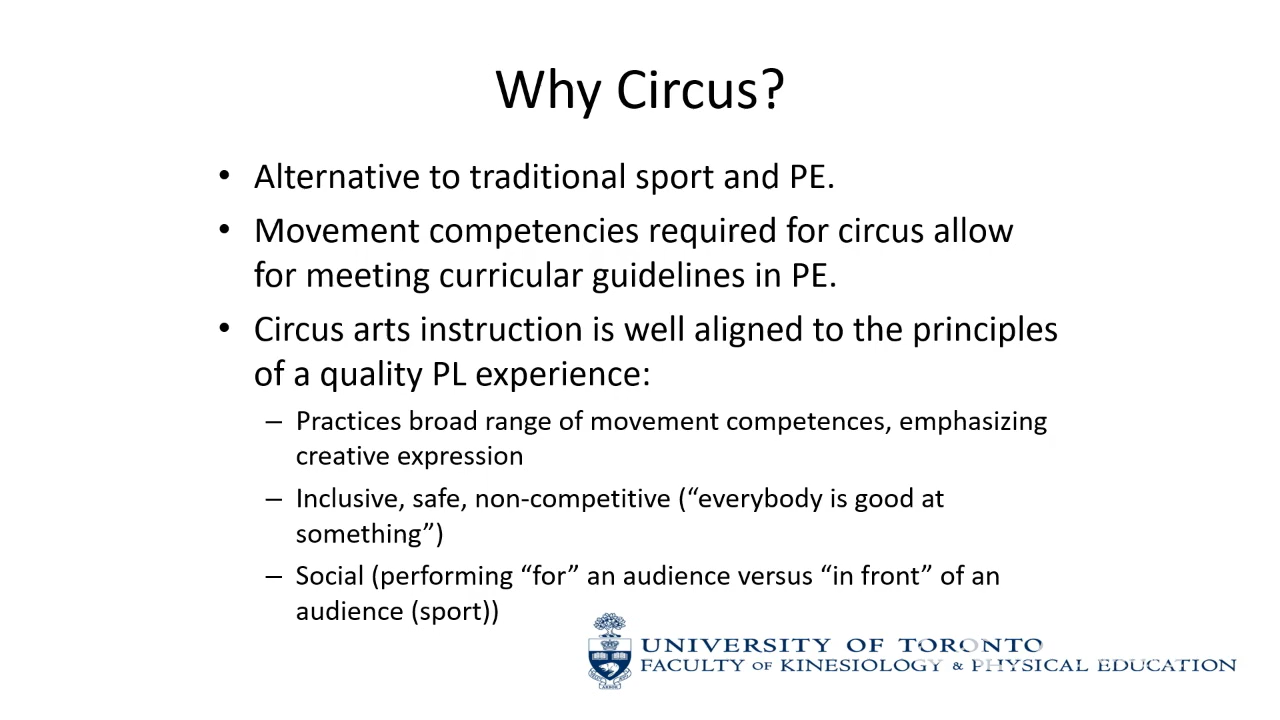 Why Circus?
• Alternative to traditional sport and PE.
• Movement competencies required for circus allow
for meeting curricular guidelines in PE.
• Circus arts instruction is well aligned to the principles
of a quality PL experience:
– Practices broad range of movement competences, emphasizing
creative expression
– Inclusive, safe, non-competitive (“everybody is good at
something”)
– Social (performing “for” an audience versus “in front” of an
audience (sport))
UNIVERSITY OF TORONTO
FACULTY OF KINESIOLOGY & PHYSICAL EDUCATION